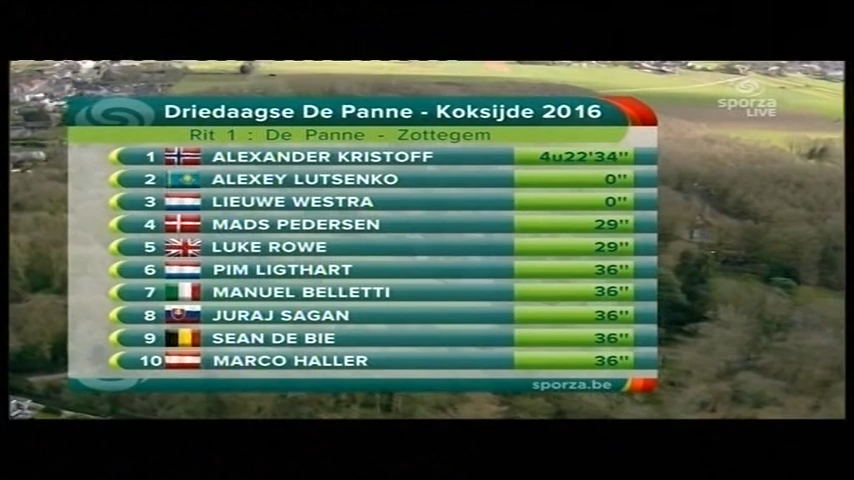 Driedaagse De Panne - Koksijde 2016
sporza
LIVE
Rit 1 : De Panne - Zottegem
1 ALEXANDER KRISTOFF 4u22'34''
2 ALEXEY LUTSENKO 0''
3 LIEUWE WESTRA 0''
4 MADS PEDERSEN 29''
5 LUKE ROWE 29''
6 PIM LIGTHART 36''
7 MANUEL BELLETTI 36''
8 JURAJ SAGAN 36''
9 SEAN DE BIE 36''
10 MARCO HALLER 36''
sporza.be